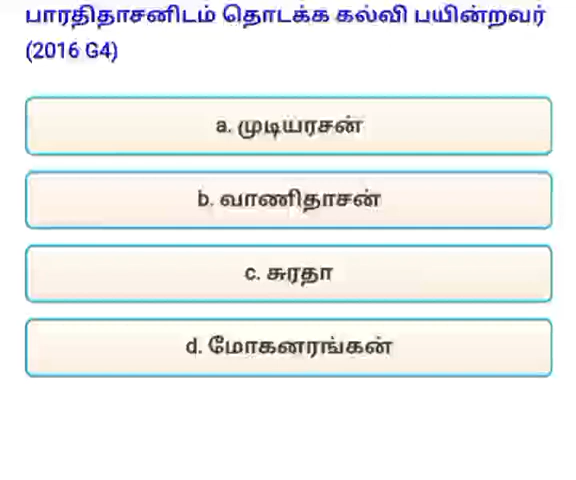 பாரதிதாசனிடம் தொடக்க கல்வி பயின்றவர்
(2016 G4)
a. முடியரசன்
b. வாணிதாசன்
c. சுரதா
d. மோகனரங்கன்